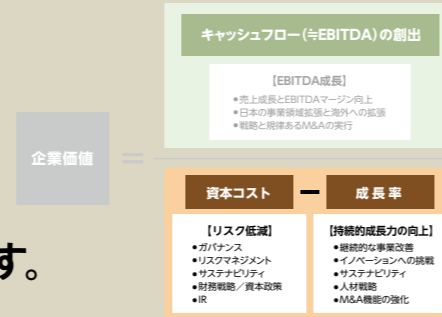 キャッシュフロー(≒EBITDA)の創出
【EBITDA成長】
●売上成長とEBITDAマージン向上
●日本の事業領域拡張と海外への拡張
●戦略と規律あるM&Aの実行
企業価値
=
資本コスト ー 成長率
【リスク低減】
●ガバナンス
●リスクマネジメント
●サステナビリティ
●財務戦略/資本政策
●IR
【持続的成長力の向上】
●継続的な事業改善
●イノベーションへの挑戦
●サステナビリティ
●人材戦略
●M&A機能の強化
す。